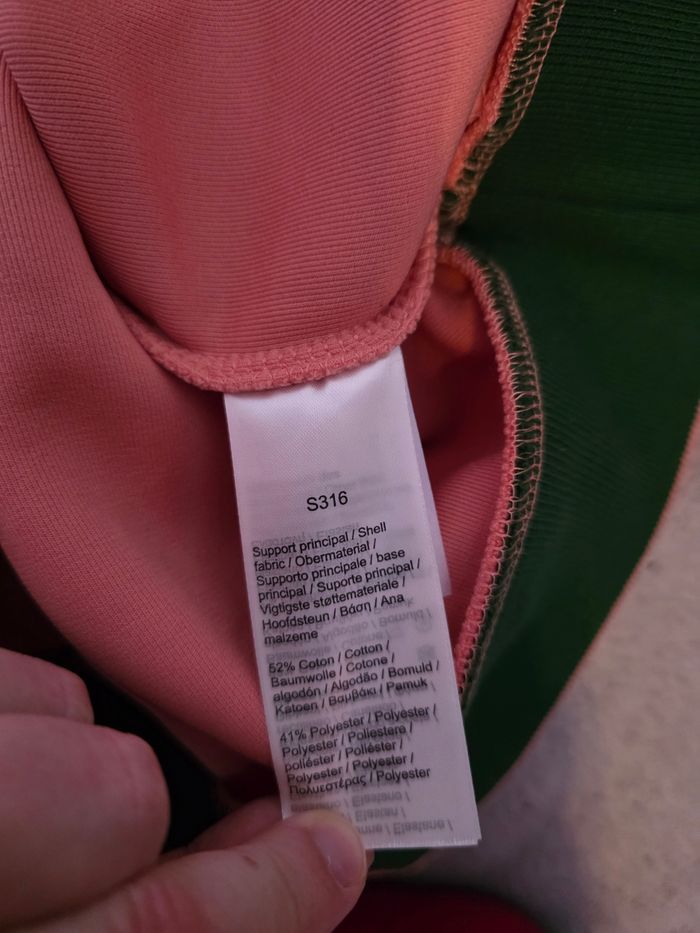 S316
Support principal / Shell
fabric / Obermaterial /
Supporto principale / base
principal / Suporte principal /
Vigtigste støttemateriale /
Hoofdsteun / Βάση / Ana
malzeme
52% Coton / Cotton /
Baumwolle / Cotone /
algodón / Algodão / Bomuld /
Katoen / Βαμβάκι / Pamuk
41% Polyester / Polyester /
Polyester / Poliestere /
poliéster / Poliéster /
Polyester / Polyester /
Πολυεστέρας / Polyester